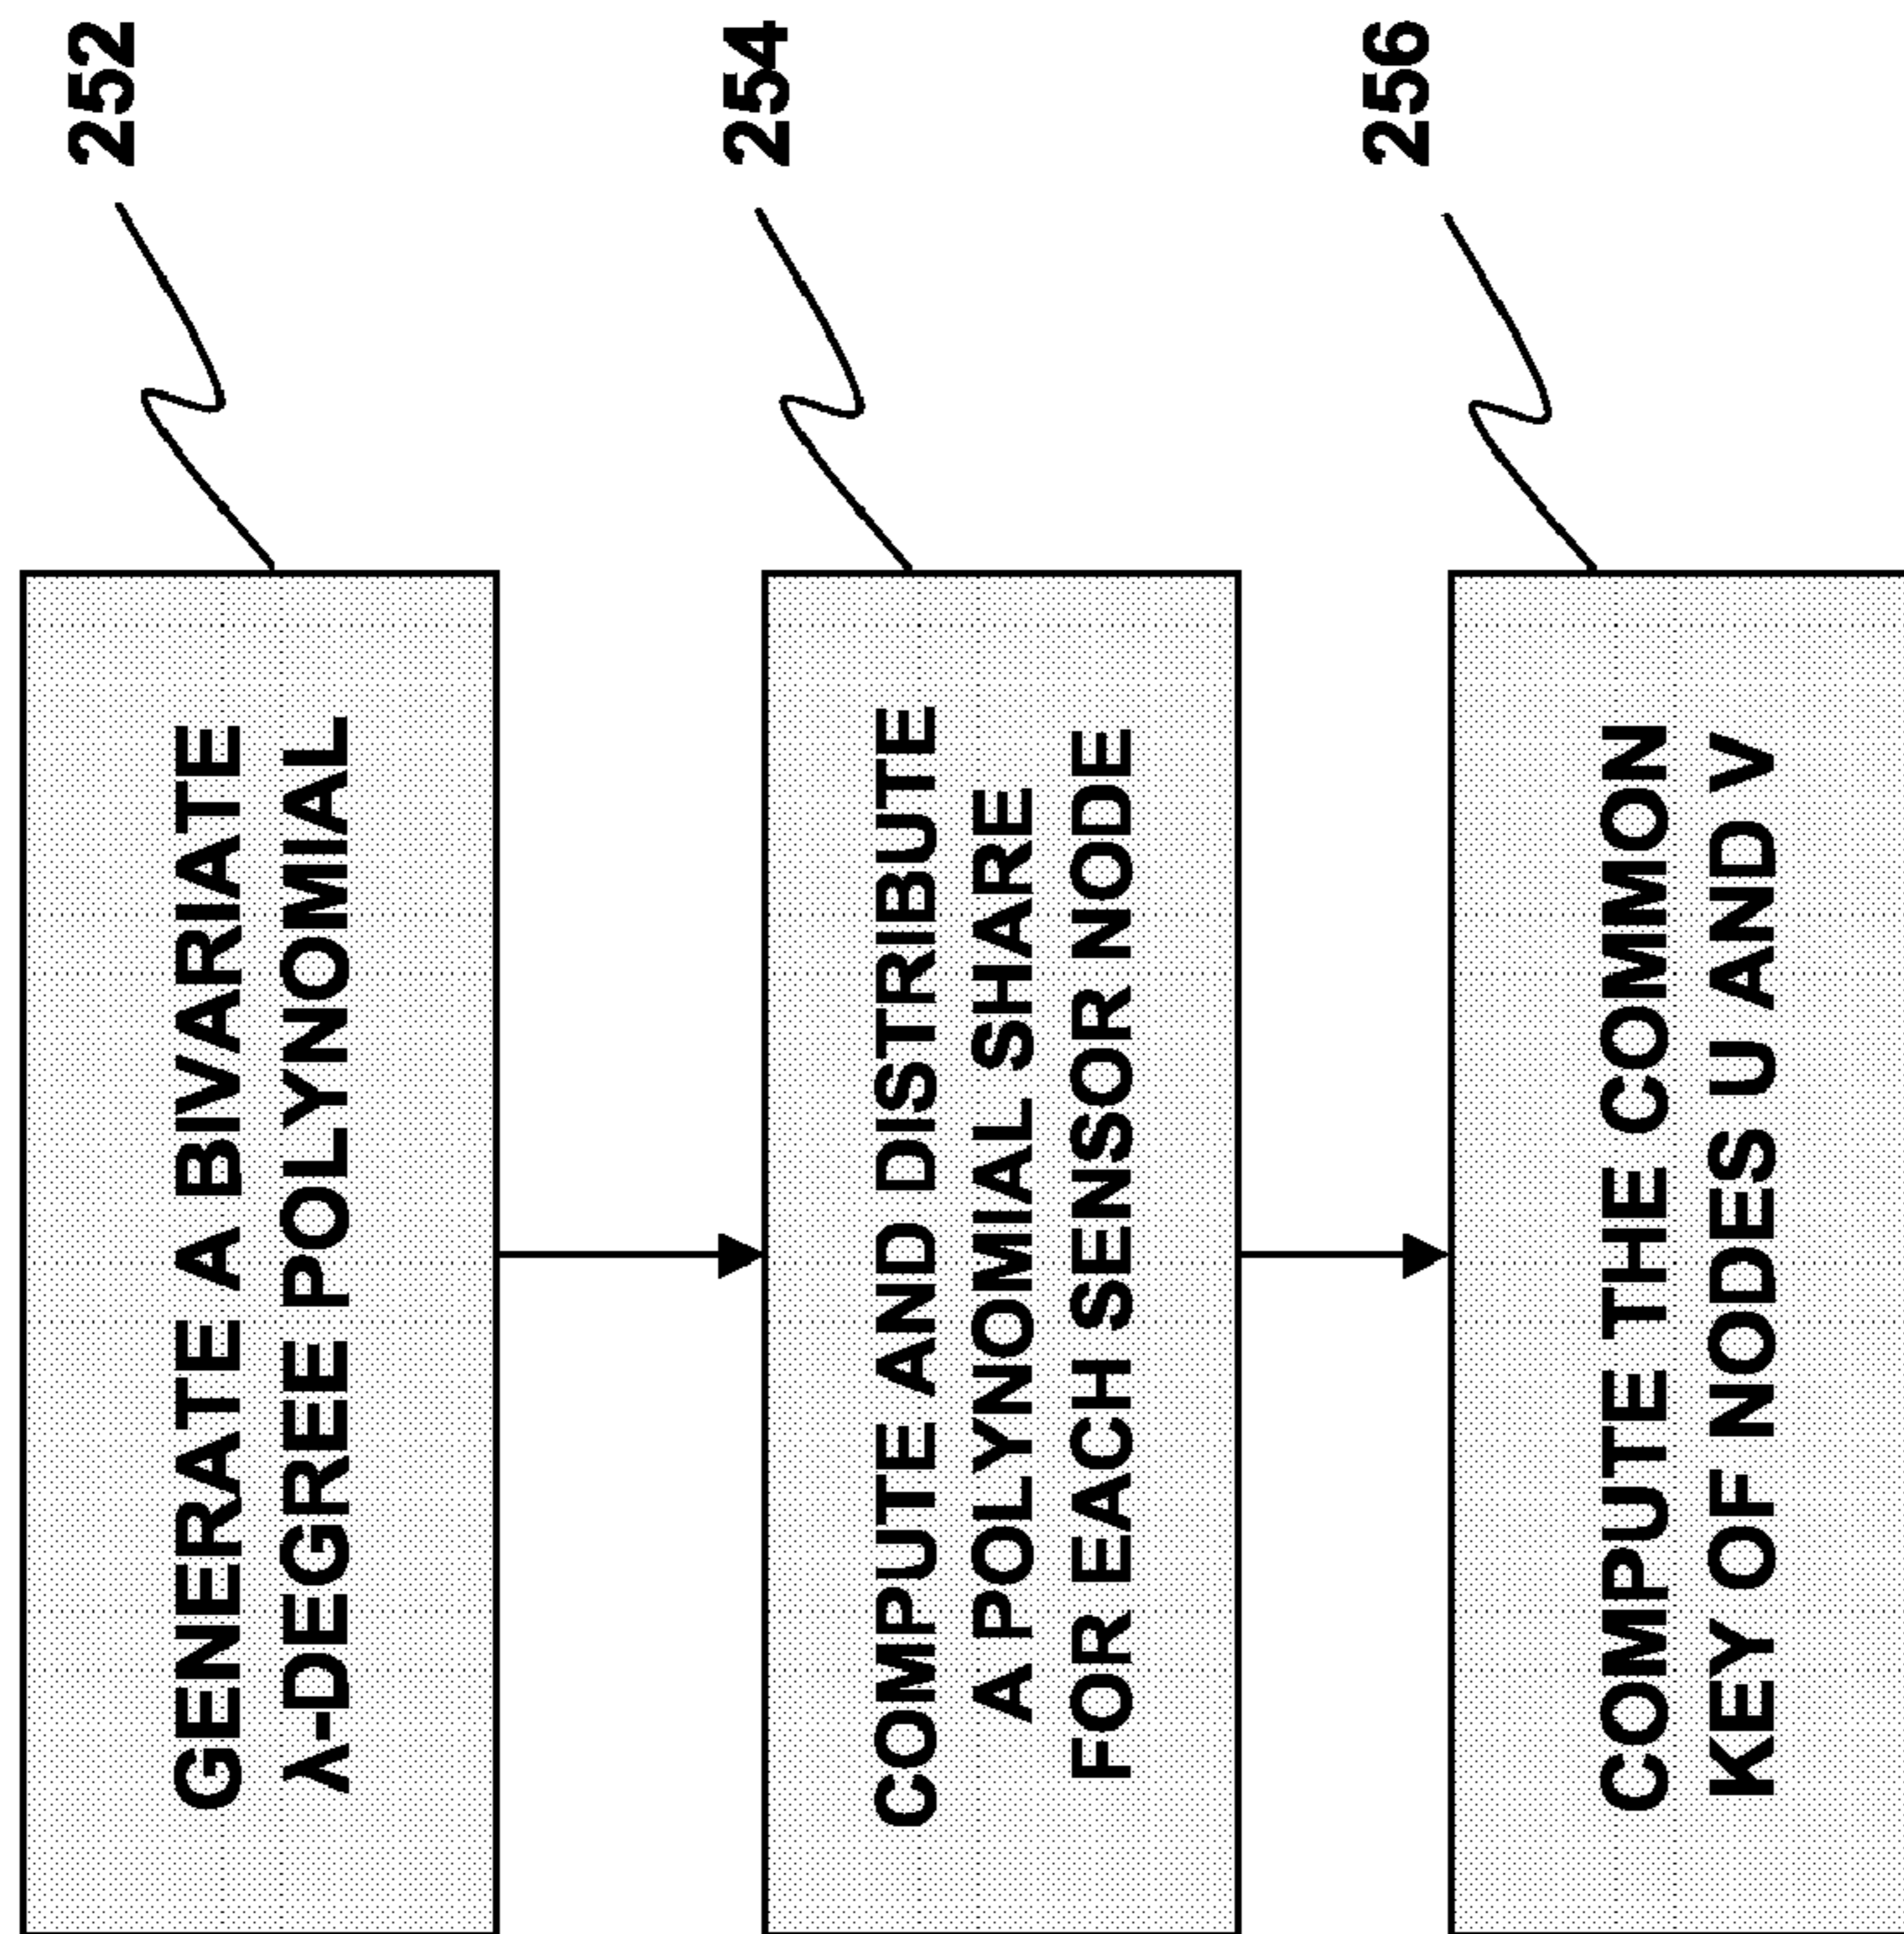 GENERATE A BIVARIATE
λ-DEGREE POLYNOMIAL
252
COMPUTE AND DISTRIBUTE
A POLYNOMIAL SHARE
FOR EACH SENSOR NODE
254
COMPUTE THE COMMON
KEY OF NODES U AND V
256